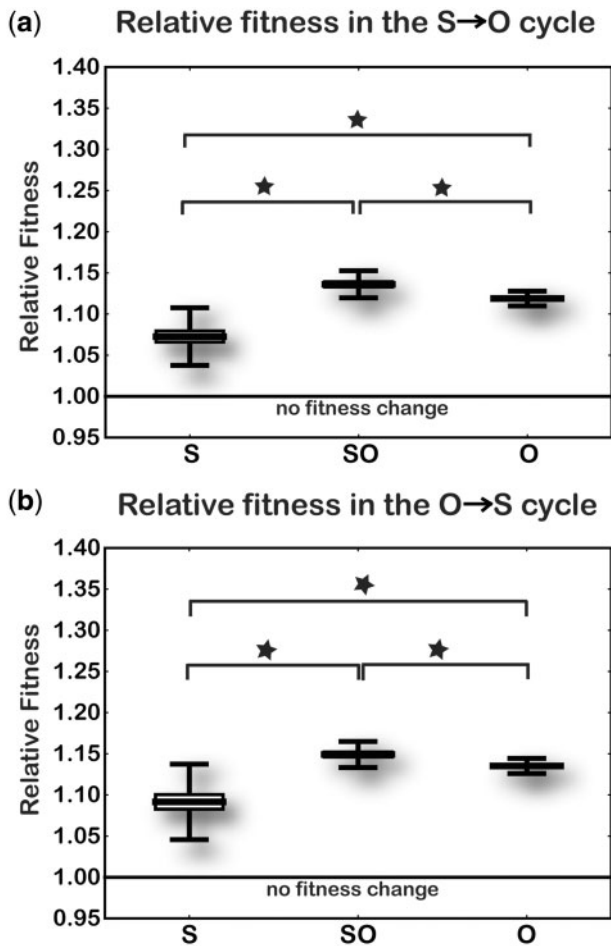 (a) Relative fitness in the S→O cycle
Relative Fitness
1.40
1.35
1.30
1.25
1.20
1.15
1.10
1.05
1.00
0.95
no fitness change
S SO O
(b) Relative fitness in the O→S cycle
Relative Fitness
1.40
1.35
1.30
1.25
1.20
1.15
1.10
1.05
1.00
0.95
no fitness change
S SO O